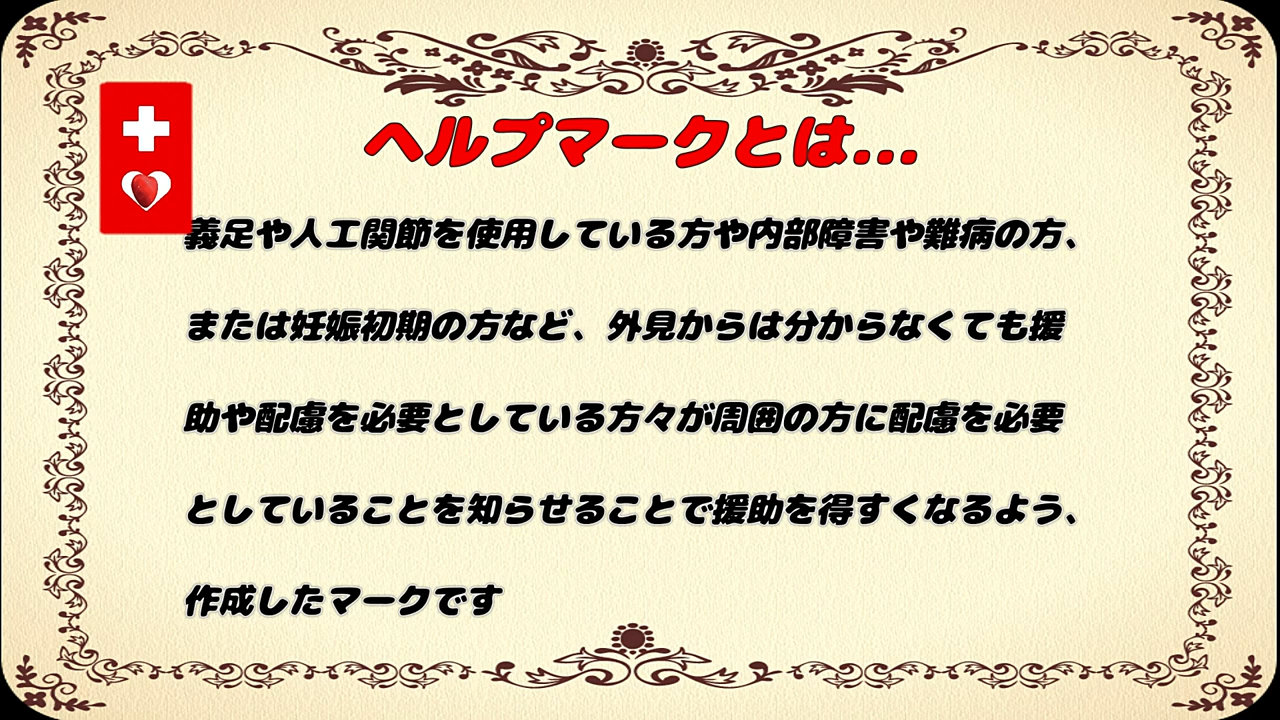 ヘルプマークとは…
義足や人工関節を使用している方や内部障害や難病の方、
または妊娠初期の方など、外見からは分からなくても援
助や配慮を必要としている方々が周囲の方に配慮を必要
としていることを知らせることで援助を得すくなるよう、
作成したマークです